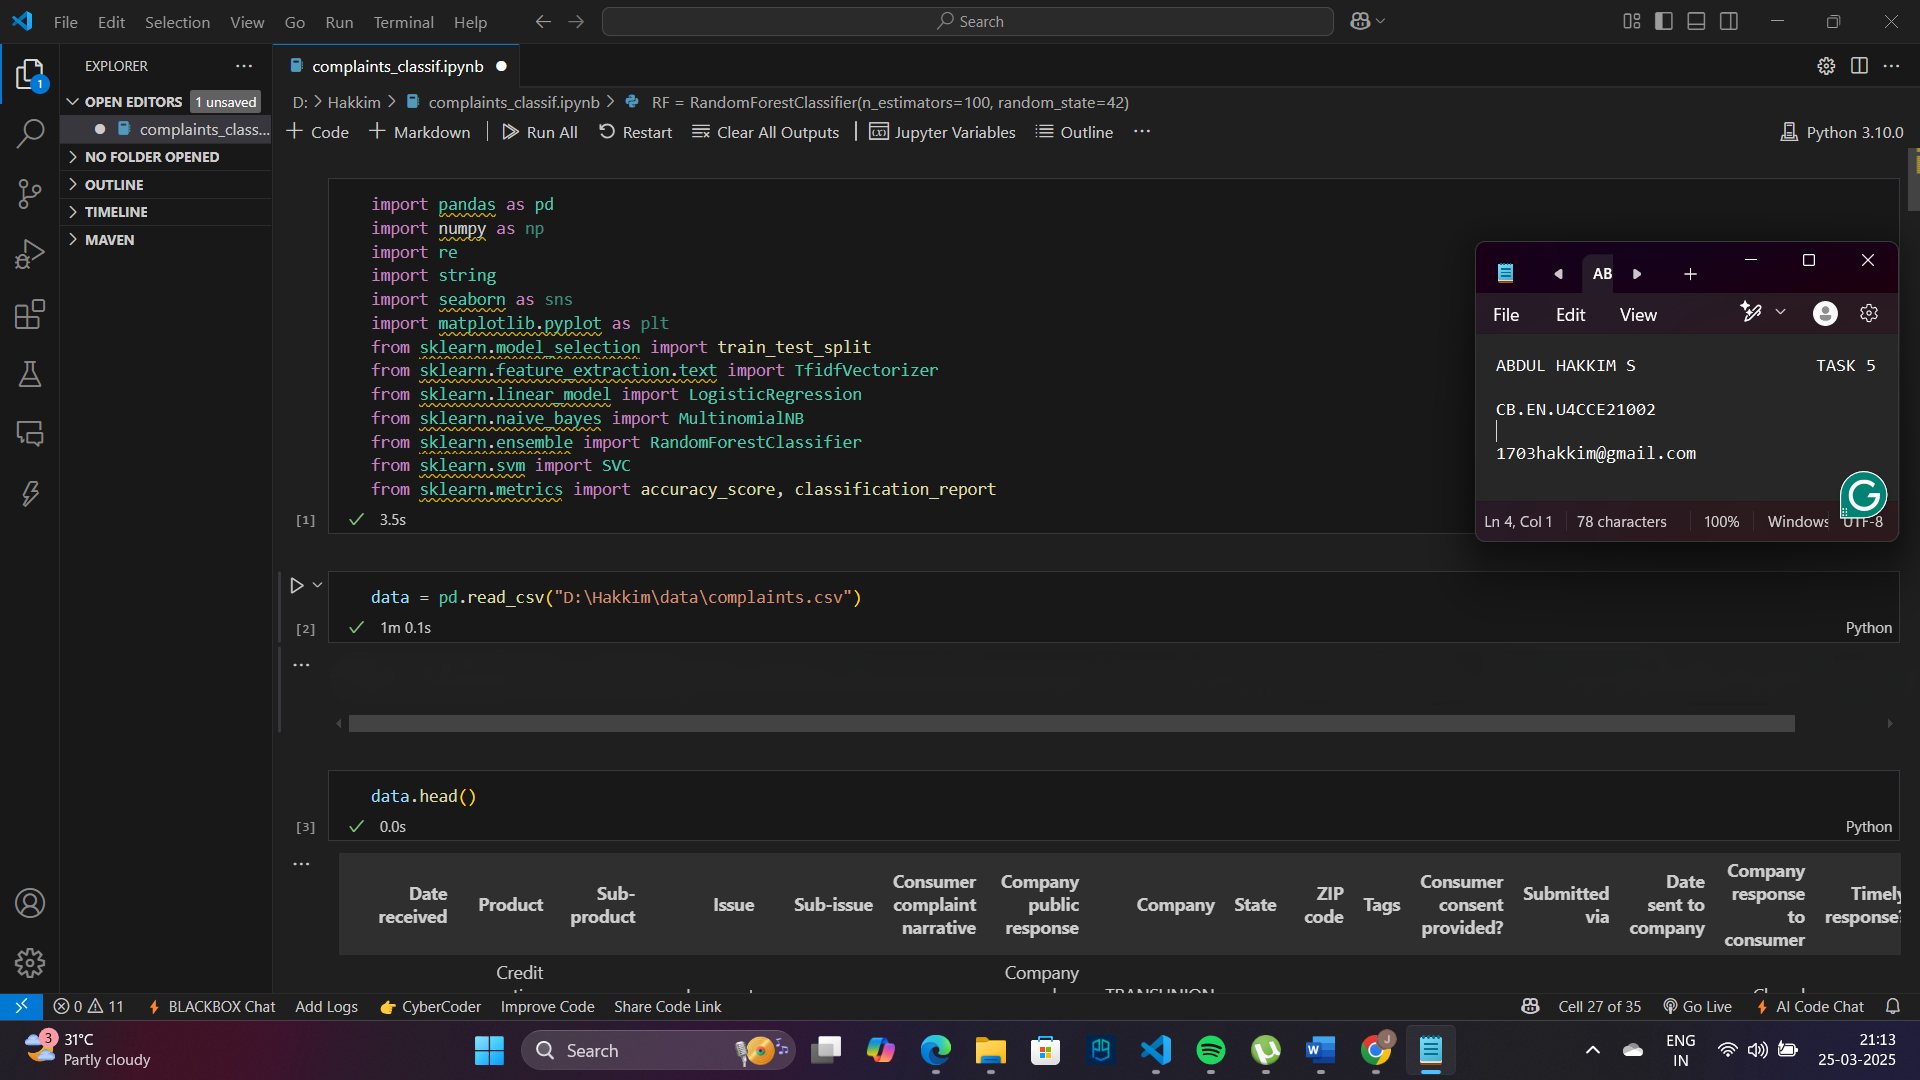 File Edit Selection View Go Run Terminal Help
Search
EXPLORER
OPEN EDITORS 1 unsaved
complaints_class...
NO FOLDER OPENED
OUTLINE
TIMELINE
MAVEN
1
complaints_classif.ipynb
D: > Hakkim > complaints_classif.ipynb > RF = RandomForestClassifier(n_estimators=100, random_state=42)
+ Code + Markdown Run All Restart Clear All Outputs Jupyter Variables Outline ...
Python 3.10.0
import pandas as pd
import numpy as np
import re
import string
import seaborn as sns
import matplotlib.pyplot as plt
from sklearn.model_selection import train_test_split
from sklearn.feature_extraction.text import TfidfVectorizer
from sklearn.linear_model import LogisticRegression
from sklearn.naive_bayes import MultinomialNB
from sklearn.ensemble import RandomForestClassifier
from sklearn.svm import SVC
from sklearn.metrics import accuracy_score, classification_report
[1] 3.5s
AB
File Edit View
ABDUL HAKKIM S TASK 5
CB.EN.U4CCE21002
1703hakkim@gmail.com
Ln 4, Col 1 78 characters 100% Windows UTF-8
data = pd.read_csv("D:\Hakkim\data\complaints.csv")
[2] 1m 0.1s Python
data.head()
[3] 0.0s Python
Date received
Product
Sub-product
Issue
Sub-issue
Consumer complaint narrative
Company public response
Company
State
ZIP code
Tags
Consumer consent provided?
Submitted via
Date sent to company
Company response to consumer
Timely response?
Credit
Company
0 11 BLACKBOX Chat Add Logs CyberCoder Improve Code Share Code Link
Cell 27 of 35 Go Live AI Code Chat
3
31°C
Partly cloudy
Search
ENG
IN
21:13
25-03-2025